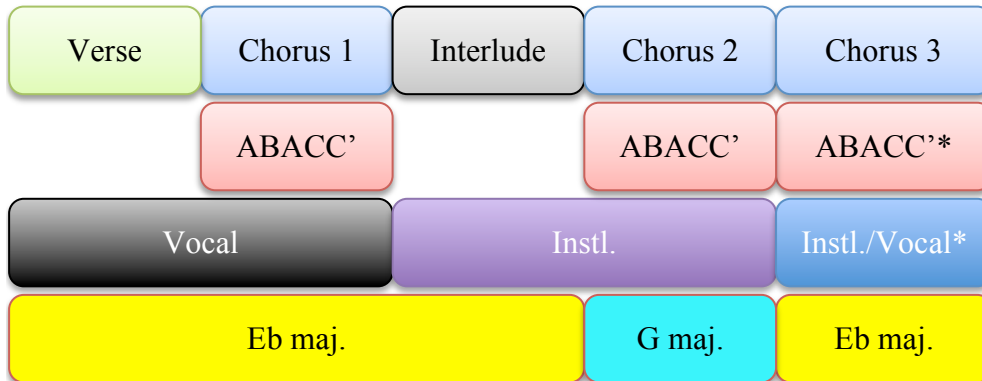 Verse Chorus 1 Interlude Chorus 2 Chorus 3
ABACC’ ABACC’ ABACC’*
Vocal Instl. Instl./Vocal*
Eb maj. G maj. Eb maj.